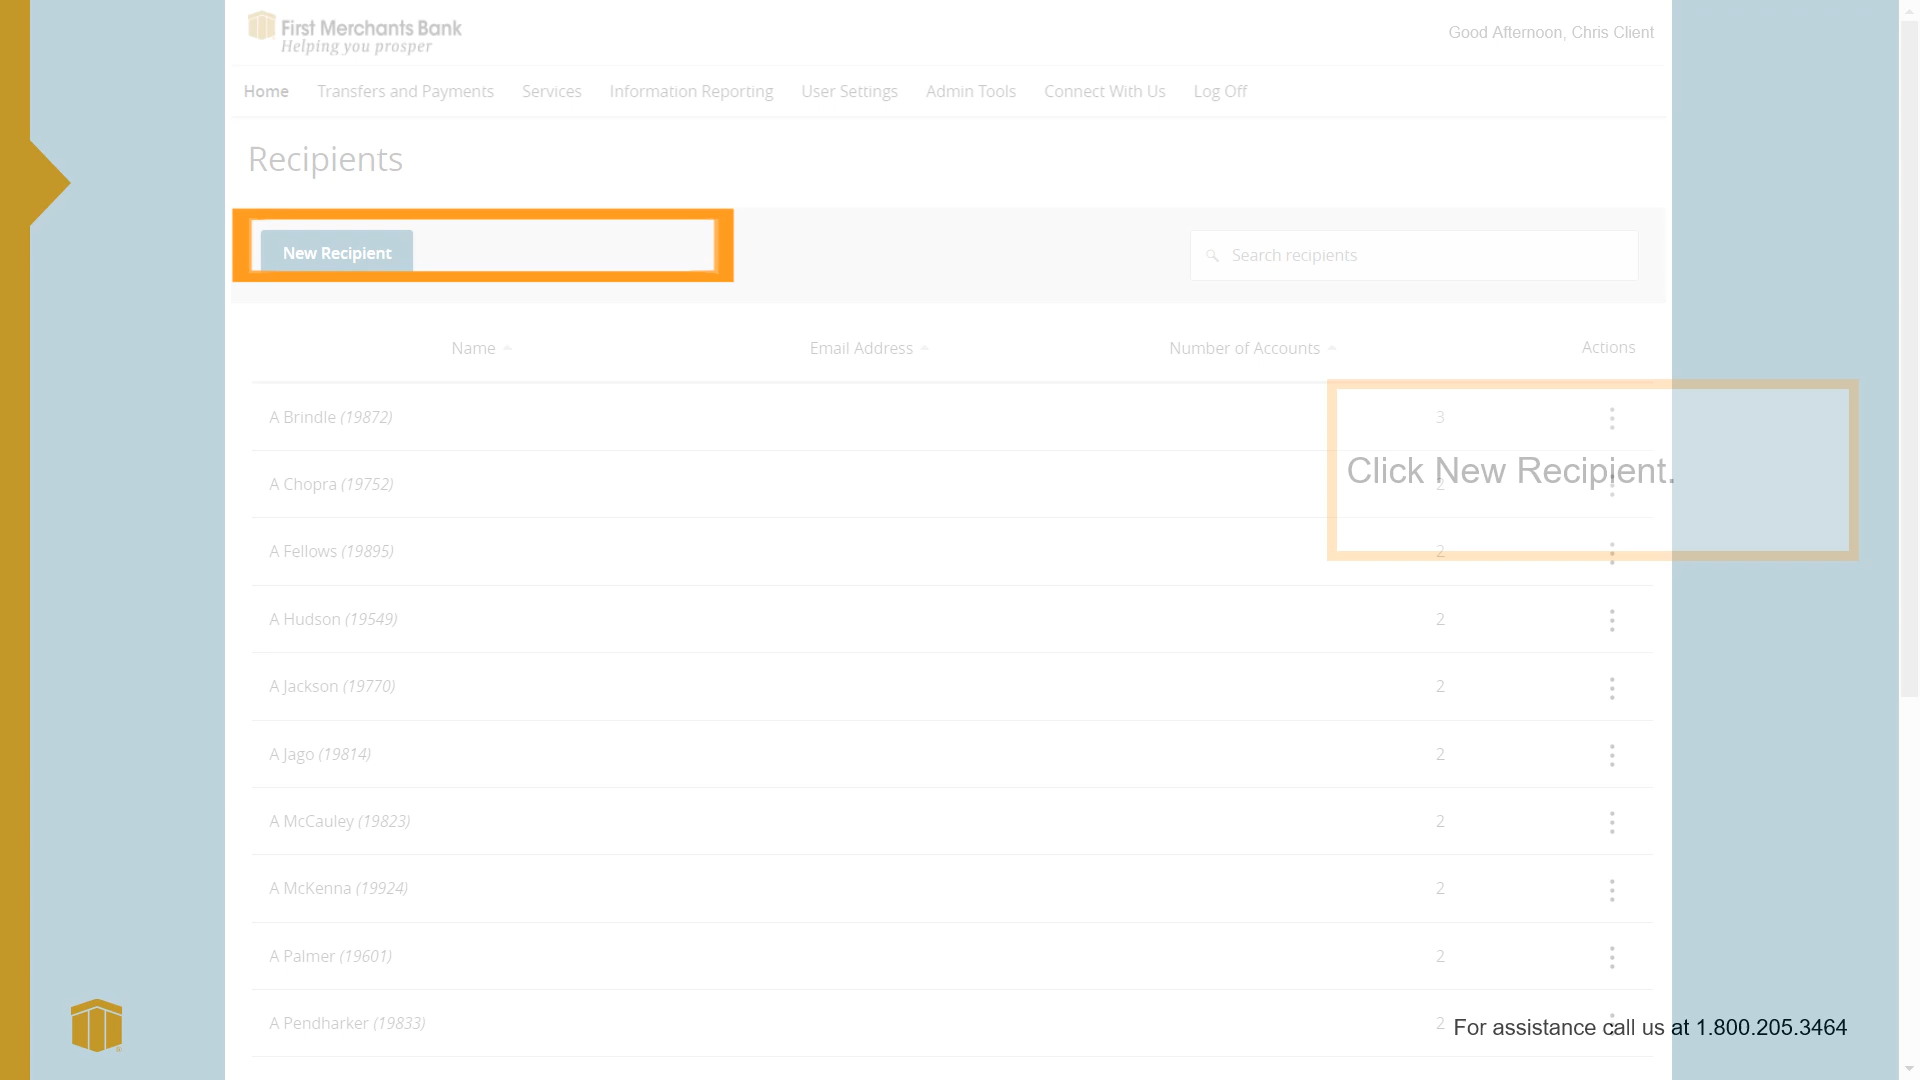 First Merchants Bank
Helping you prosper
Good Afternoon, Chris Client
Home Transfers and Payments Services Information Reporting User Settings Admin Tools Connect With Us Log Off
Recipients
New Recipient
Search recipients
Name Email Address Number of Accounts Actions
A Brindle (19872) 3
Click New Recipient.
A Chopra (19752) 2
A Fellows (19895) 2
A Hudson (19549) 2
A Jackson (19770) 2
A Jago (19814) 2
A McCauley (19823) 2
A McKenna (19924) 2
A Palmer (19601) 2
A Pendharker (19833) 2
For assistance call us at 1.800.205.3464